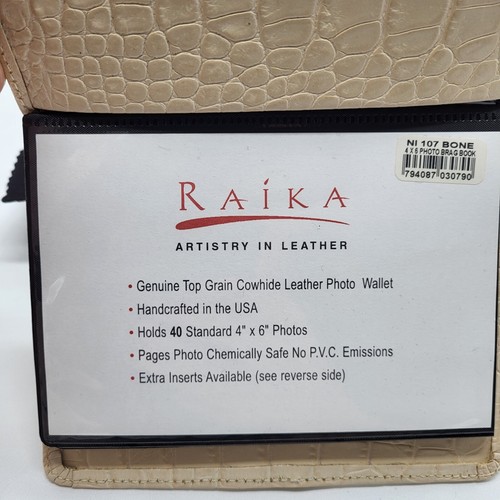 NI 107 BONE
4 X 6 PHOTO BRAG BOOK
794087 030790
RAIKA
ARTISTRY IN LEATHER
• Genuine Top Grain Cowhide Leather Photo Wallet
• Handcrafted in the USA
• Holds 40 Standard 4" x 6" Photos
• Pages Photo Chemically Safe No P.V.C. Emissions
• Extra Inserts Available (see reverse side)